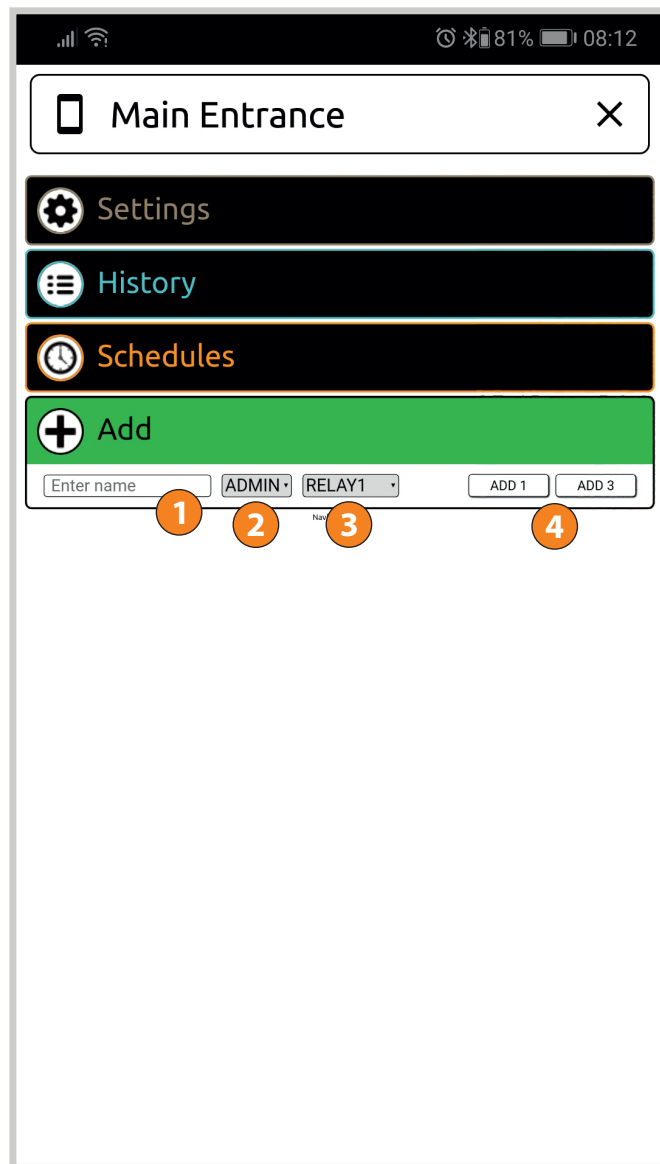 81% 08:12
Main Entrance
Settings
History
Schedules
Add
Enter name ADMIN RELAY1 ADD 1 ADD 3
1 2 3 4